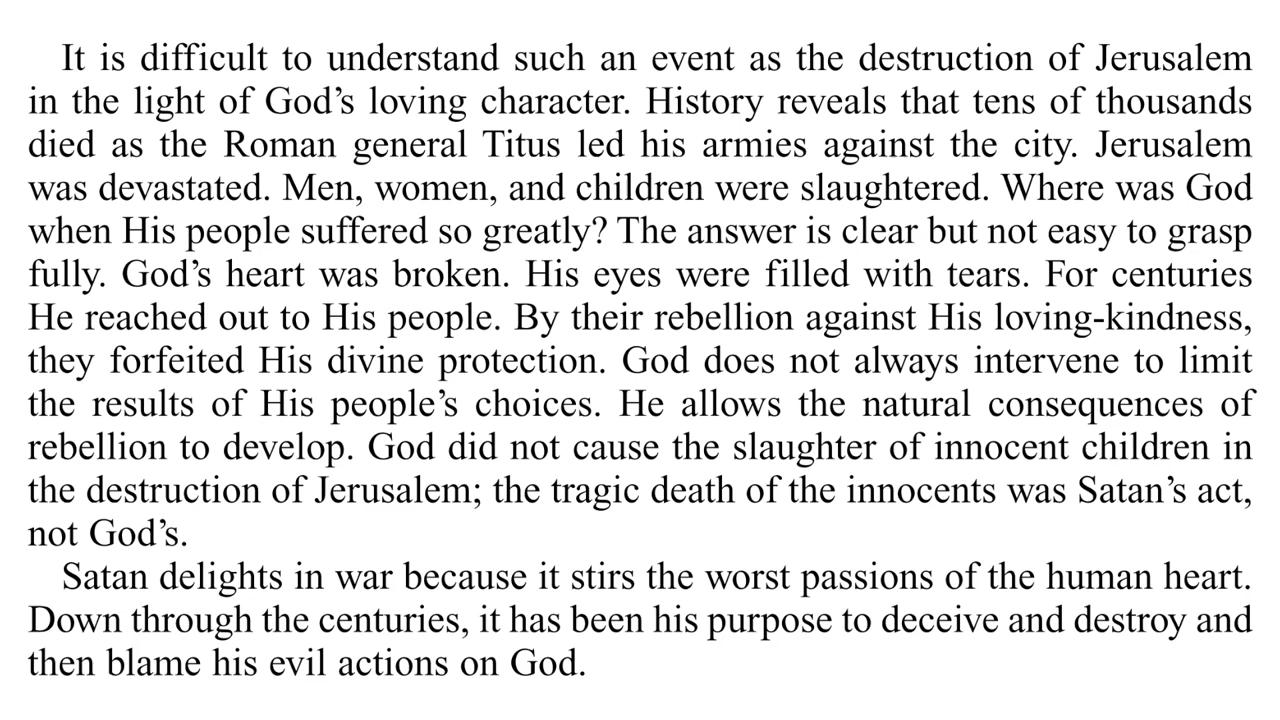 It is difficult to understand such an event as the destruction of Jerusalem
in the light of God’s loving character. History reveals that tens of thousands
died as the Roman general Titus led his armies against the city. Jerusalem
was devastated. Men, women, and children were slaughtered. Where was God
when His people suffered so greatly? The answer is clear but not easy to grasp
fully. God’s heart was broken. His eyes were filled with tears. For centuries
He reached out to His people. By their rebellion against His loving-kindness,
they forfeited His divine protection. God does not always intervene to limit
the results of His people’s choices. He allows the natural consequences of
rebellion to develop. God did not cause the slaughter of innocent children in
the destruction of Jerusalem; the tragic death of the innocents was Satan’s act,
not God’s.
Satan delights in war because it stirs the worst passions of the human heart.
Down through the centuries, it has been his purpose to deceive and destroy and
then blame his evil actions on God.